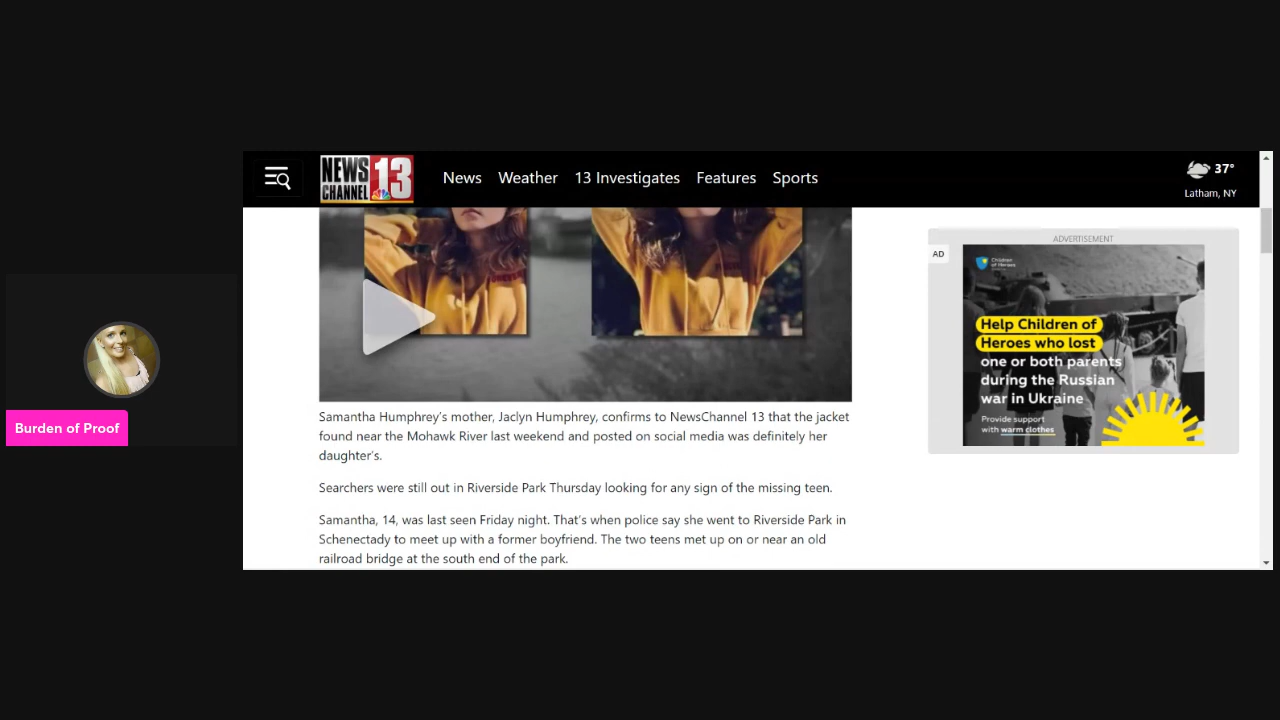 NEWS
CHANNEL
13
News
Weather
13 Investigates
Features
Sports
37°
Latham, NY
Samantha Humphrey's mother, Jaclyn Humphrey, confirms to NewsChannel 13 that the jacket
found near the Mohawk River last weekend and posted on social media was definitely her
daughter's.
Searchers were still out in Riverside Park Thursday looking for any sign of the missing teen.
Samantha, 14, was last seen Friday night. That's when police say she went to Riverside Park in
Schenectady to meet up with a former boyfriend. The two teens met up on or near an old
railroad bridge at the south end of the park.
ADVERTISEMENT
AD
Children
of Heroes
Help Children of
Heroes who lost
one or both parents
during the Russian
war in Ukraine
Provide support
with warm clothes
Burden of Proof